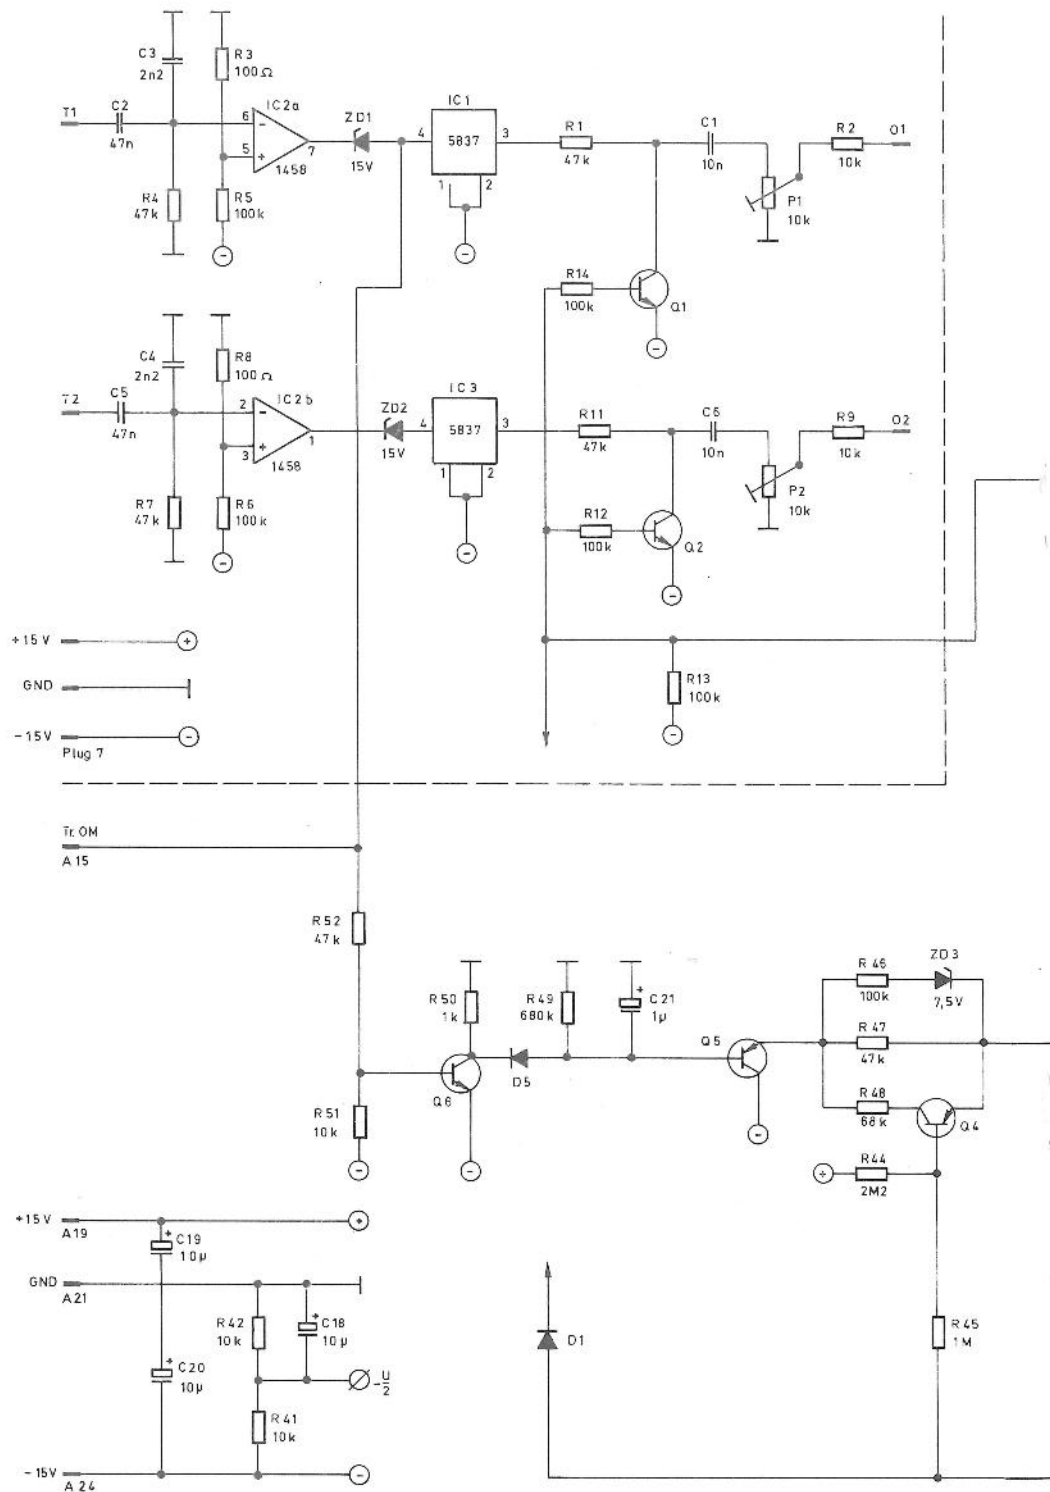 C3
2n2
R3
100Ω
T1
C2
47n
6
5
IC2a
7
1458
R4
47k
R5
100k
ZD1
15V
IC1
4
5837
3
1
2
R1
47k
C1
10n
R2
10k
O1
P1
10k
R14
100k
Q1
C4
2n2
R8
100Ω
T2
C5
47n
2
3
IC2b
1
1458
R7
47k
R6
100k
ZD2
15V
IC3
4
5837
3
1
2
R11
47k
C6
10n
R9
10k
O2
P2
10k
R12
100k
Q2
+15V
GND
-15V
Plug 7
R13
100k
Tr. OM
A15
R52
47k
R50
1k
R49
680k
C21
1μ
Q6
D5
R51
10k
Q5
R46
100k
ZD3
7,5V
R47
47k
R48
68k
Q4
R44
2M2
+15V
A19
C19
10μ
GND
A21
R42
10k
C18
10μ
-U/2
C20
10μ
R41
10k
-15V
A24
D1
R45
1M